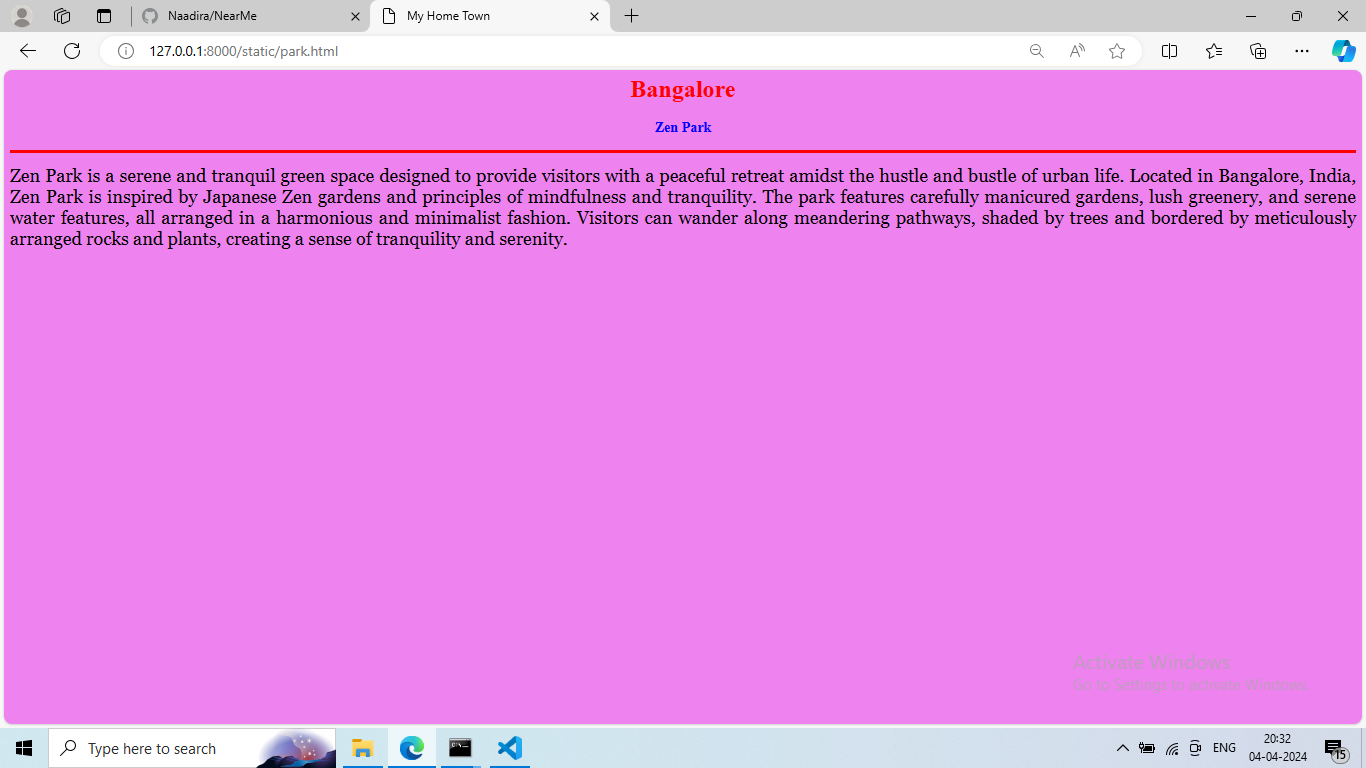 Naadira/NearMe
My Home Town
127.0.0.1:8000/static/park.html
Bangalore
Zen Park
Zen Park is a serene and tranquil green space designed to provide visitors with a peaceful retreat amidst the hustle and bustle of urban life. Located in Bangalore, India,
Zen Park is inspired by Japanese Zen gardens and principles of mindfulness and tranquility. The park features carefully manicured gardens, lush greenery, and serene
water features, all arranged in a harmonious and minimalist fashion. Visitors can wander along meandering pathways, shaded by trees and bordered by meticulously
arranged rocks and plants, creating a sense of tranquility and serenity.
Activate Windows
Go to Settings to activate Windows.
Type here to search
ENG
20:32
04-04-2024
15